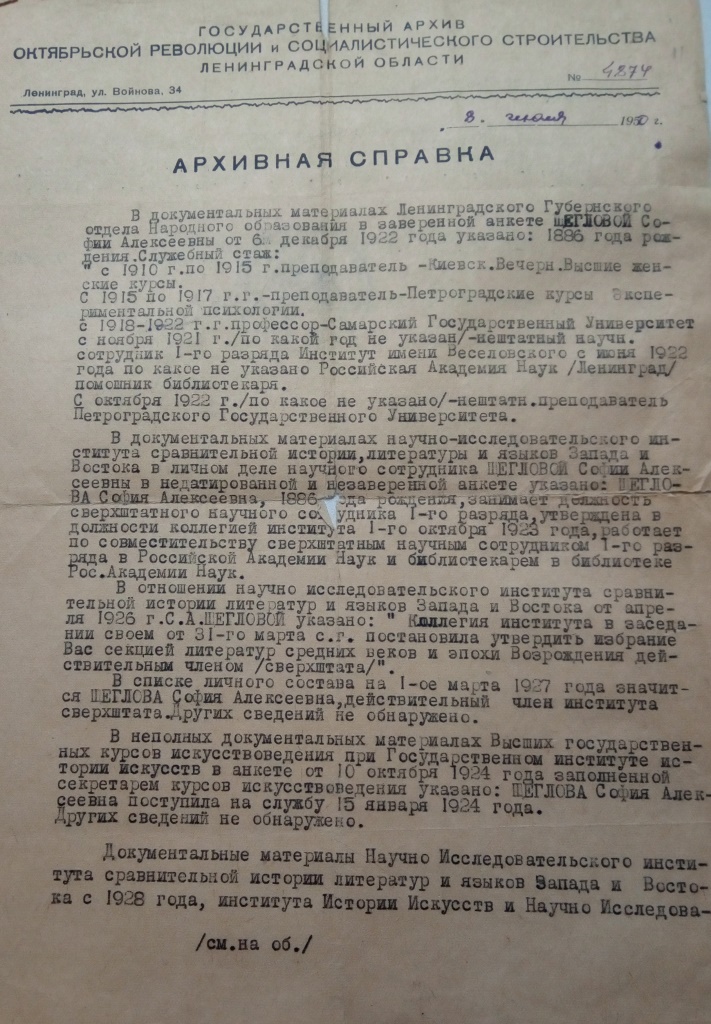 ГОСУДАРСТВЕННЫЙ АРХИВ
ОКТЯБРЬСКОЙ РЕВОЛЮЦИИ и СОЦИАЛИСТИЧЕСКОГО СТРОИТЕЛЬСТВА
ЛЕНИНГРАДСКОЙ ОБЛАСТИ
№ 4874
Ленинград, ул. Войнова, 34
8. июля 1950 г.
АРХИВНАЯ СПРАВКА
В документальных материалах Ленинградского Губернского
отдела Народного образования в заверенной анкете ЩЕГЛОВОЙ Со-
фии Алексеевны от 6 декабря 1922 года указано: 1886 года рож-
дения.Служебный стаж:
" с 1910 г.по 1915 г.преподаватель -Киевск.Вечерн.Высшие жен-
ские курсы.
С 1915 по 1917 г.г.-преподаватель-Петроградские курсы Экспе-
риментальной психологии.
с 1918-1922 г.г.профессор-Самарский Государственный Университет
с ноября 1921 г./по какой год не указан/-нештатный научн.
сотрудник I-го разряда Институт имени Веселовского с июня 1922
года по какое не указано Российская Академия Наук /Ленинград/
помошник библиотекаря.
С октября 1922 г./по какое не указано/-нештатн.преподаватель
Петроградского Государственного Университета.
В документальных материалах научно-исследовательского ин-
ститута сравнительной истории,литературы и языков Запада и
Востока в личном деле научного сотрудника ЩЕГЛОВОЙ Софии Алек-
сеевны в недатированной и незаверенной анкете указано: ЩЕГЛО-
ВА София Алексеевна, 1886 года рождения,занимает должность
сверхштатного научного сотрудника I-го разряда,утверждена в
должности коллегией института I-го октября 1923 года,работает
по совместительству сверхштатным научным сотрудником I-го раз-
ряда в Российской Академии Наук и библиотекарем в библиотеке
Рос.Академии Наук.
В отношении научно исследовательского института сравни-
тельной истории литератур и языков Запада и Востока от апре-
ля 1926 г.С.А.ЩЕГЛОВОЙ указано: " Коллегия института в заседа-
нии своем от 31-го марта с.г. постановила утвердить избрание
Вас секцией литератур средних веков и эпохи Возрождения дей-
ствительным членом /сверхштата/".
В списке личного состава на I-ое марта 1927 года значит-
ся ЩЕГЛОВА София Алексеевна,действительный член института
сверхштата.Других сведений не обнаружено.
В неполных документальных материалах Высших государствен-
ных курсов искусствоведения при Государственном институте ис-
тории искусств в анкете от 10 октября 1924 года заполненной
секретарем курсов искусствоведения указано: ЩЕГЛОВА София Алек-
сеевна поступила на службу 15 января 1924 года.
Других сведений не обнаружено.
Документальные материалы Научно Исследовательского инсти-
тута сравнительной истории литератур и языков Запада и Восто-
ка с 1928 года, института Истории Искусств и Научно Исследова-
/см.на об./